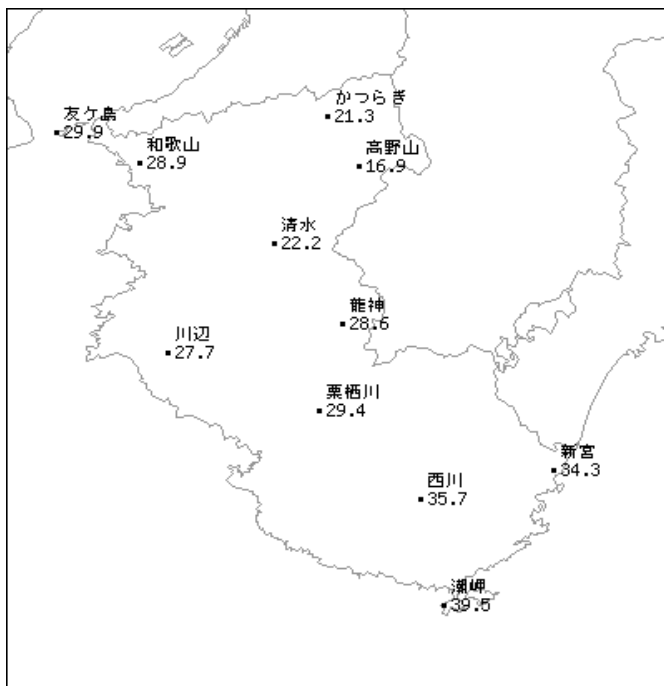 かつらぎ
21.3
友ケ島
29.9
和歌山
28.9
高野山
16.9
清水
22.2
龍神
28.6
川辺
27.7
栗栖川
29.4
新宮
34.3
西川
35.7
潮岬
39.5